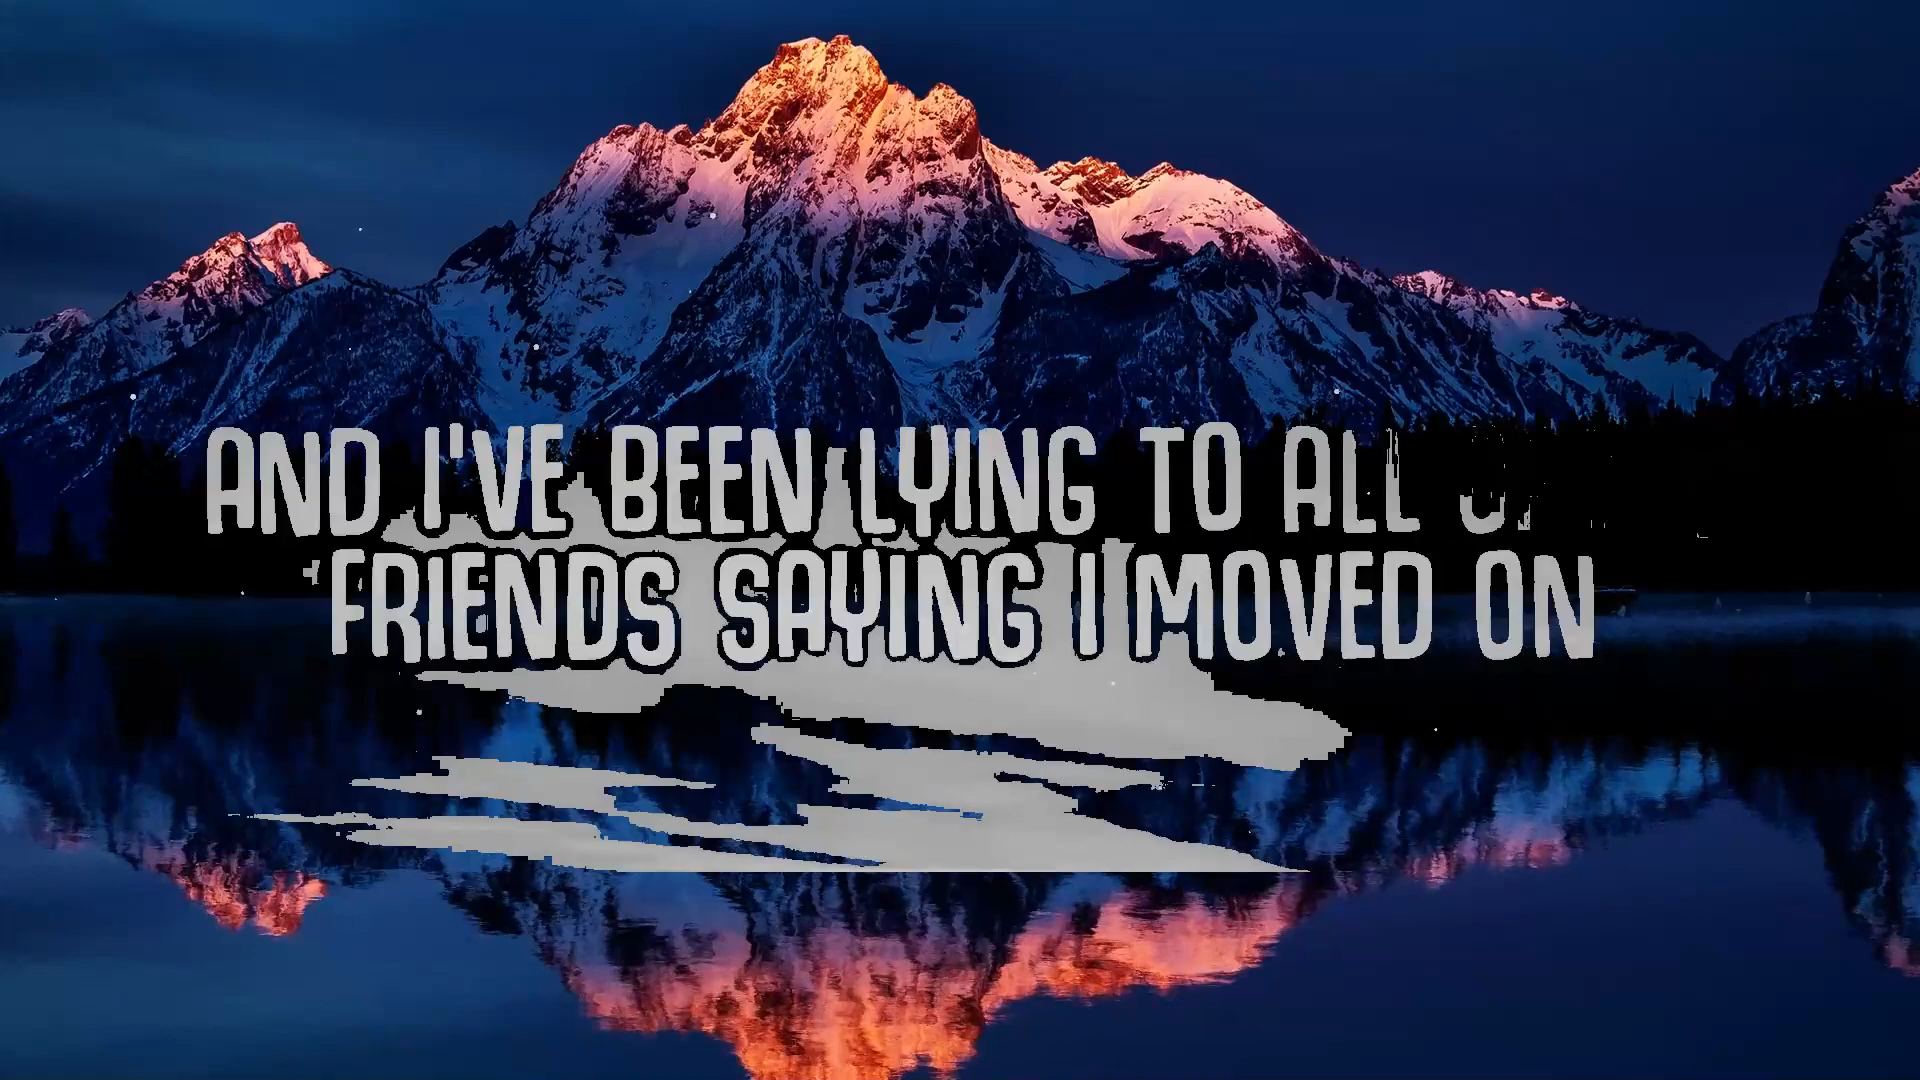 AND I'VE BEEN LYING TO ALL
FRIENDS SAYING I MOVED ON